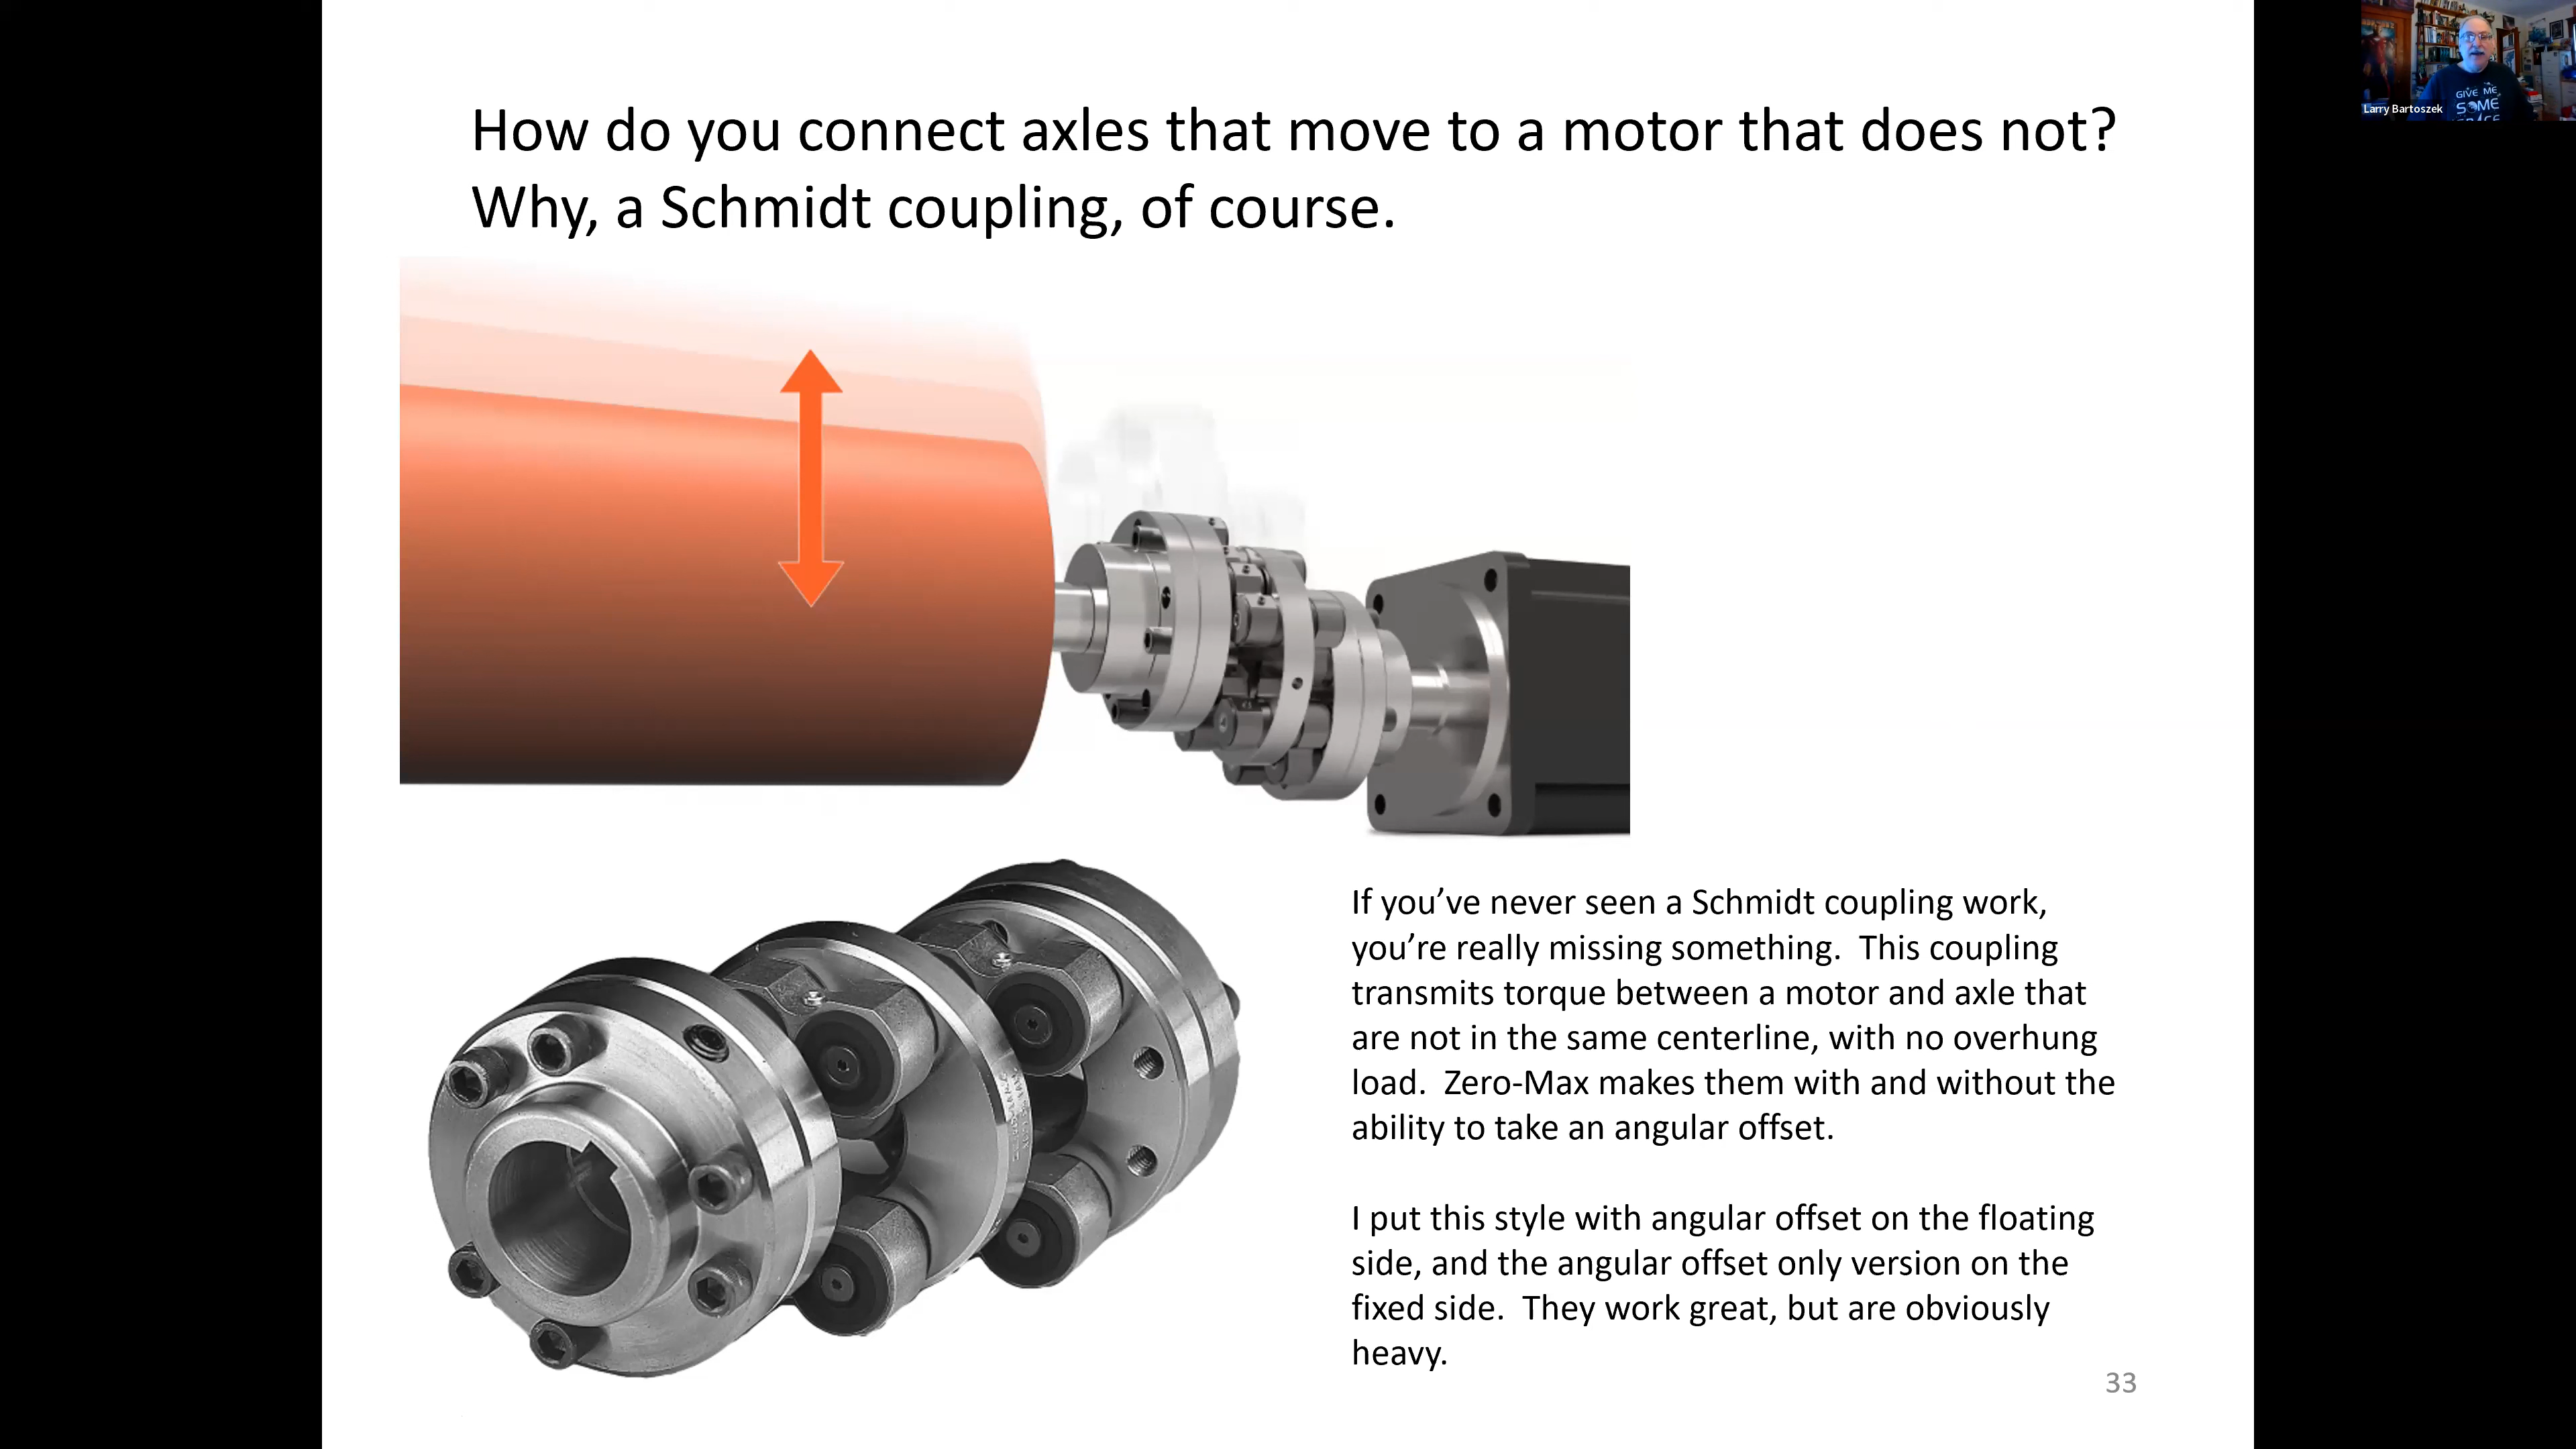 How do you connect axles that move to a motor that does not?
Why, a Schmidt coupling, of course.
Larry Bartoszek
GIVE ME
SOME
If you’ve never seen a Schmidt coupling work,
you’re really missing something.  This coupling
transmits torque between a motor and axle that
are not in the same centerline, with no overhung
load.  Zero-Max makes them with and without the
ability to take an angular offset.
I put this style with angular offset on the floating
side, and the angular offset only version on the
fixed side.  They work great, but are obviously
heavy.
33